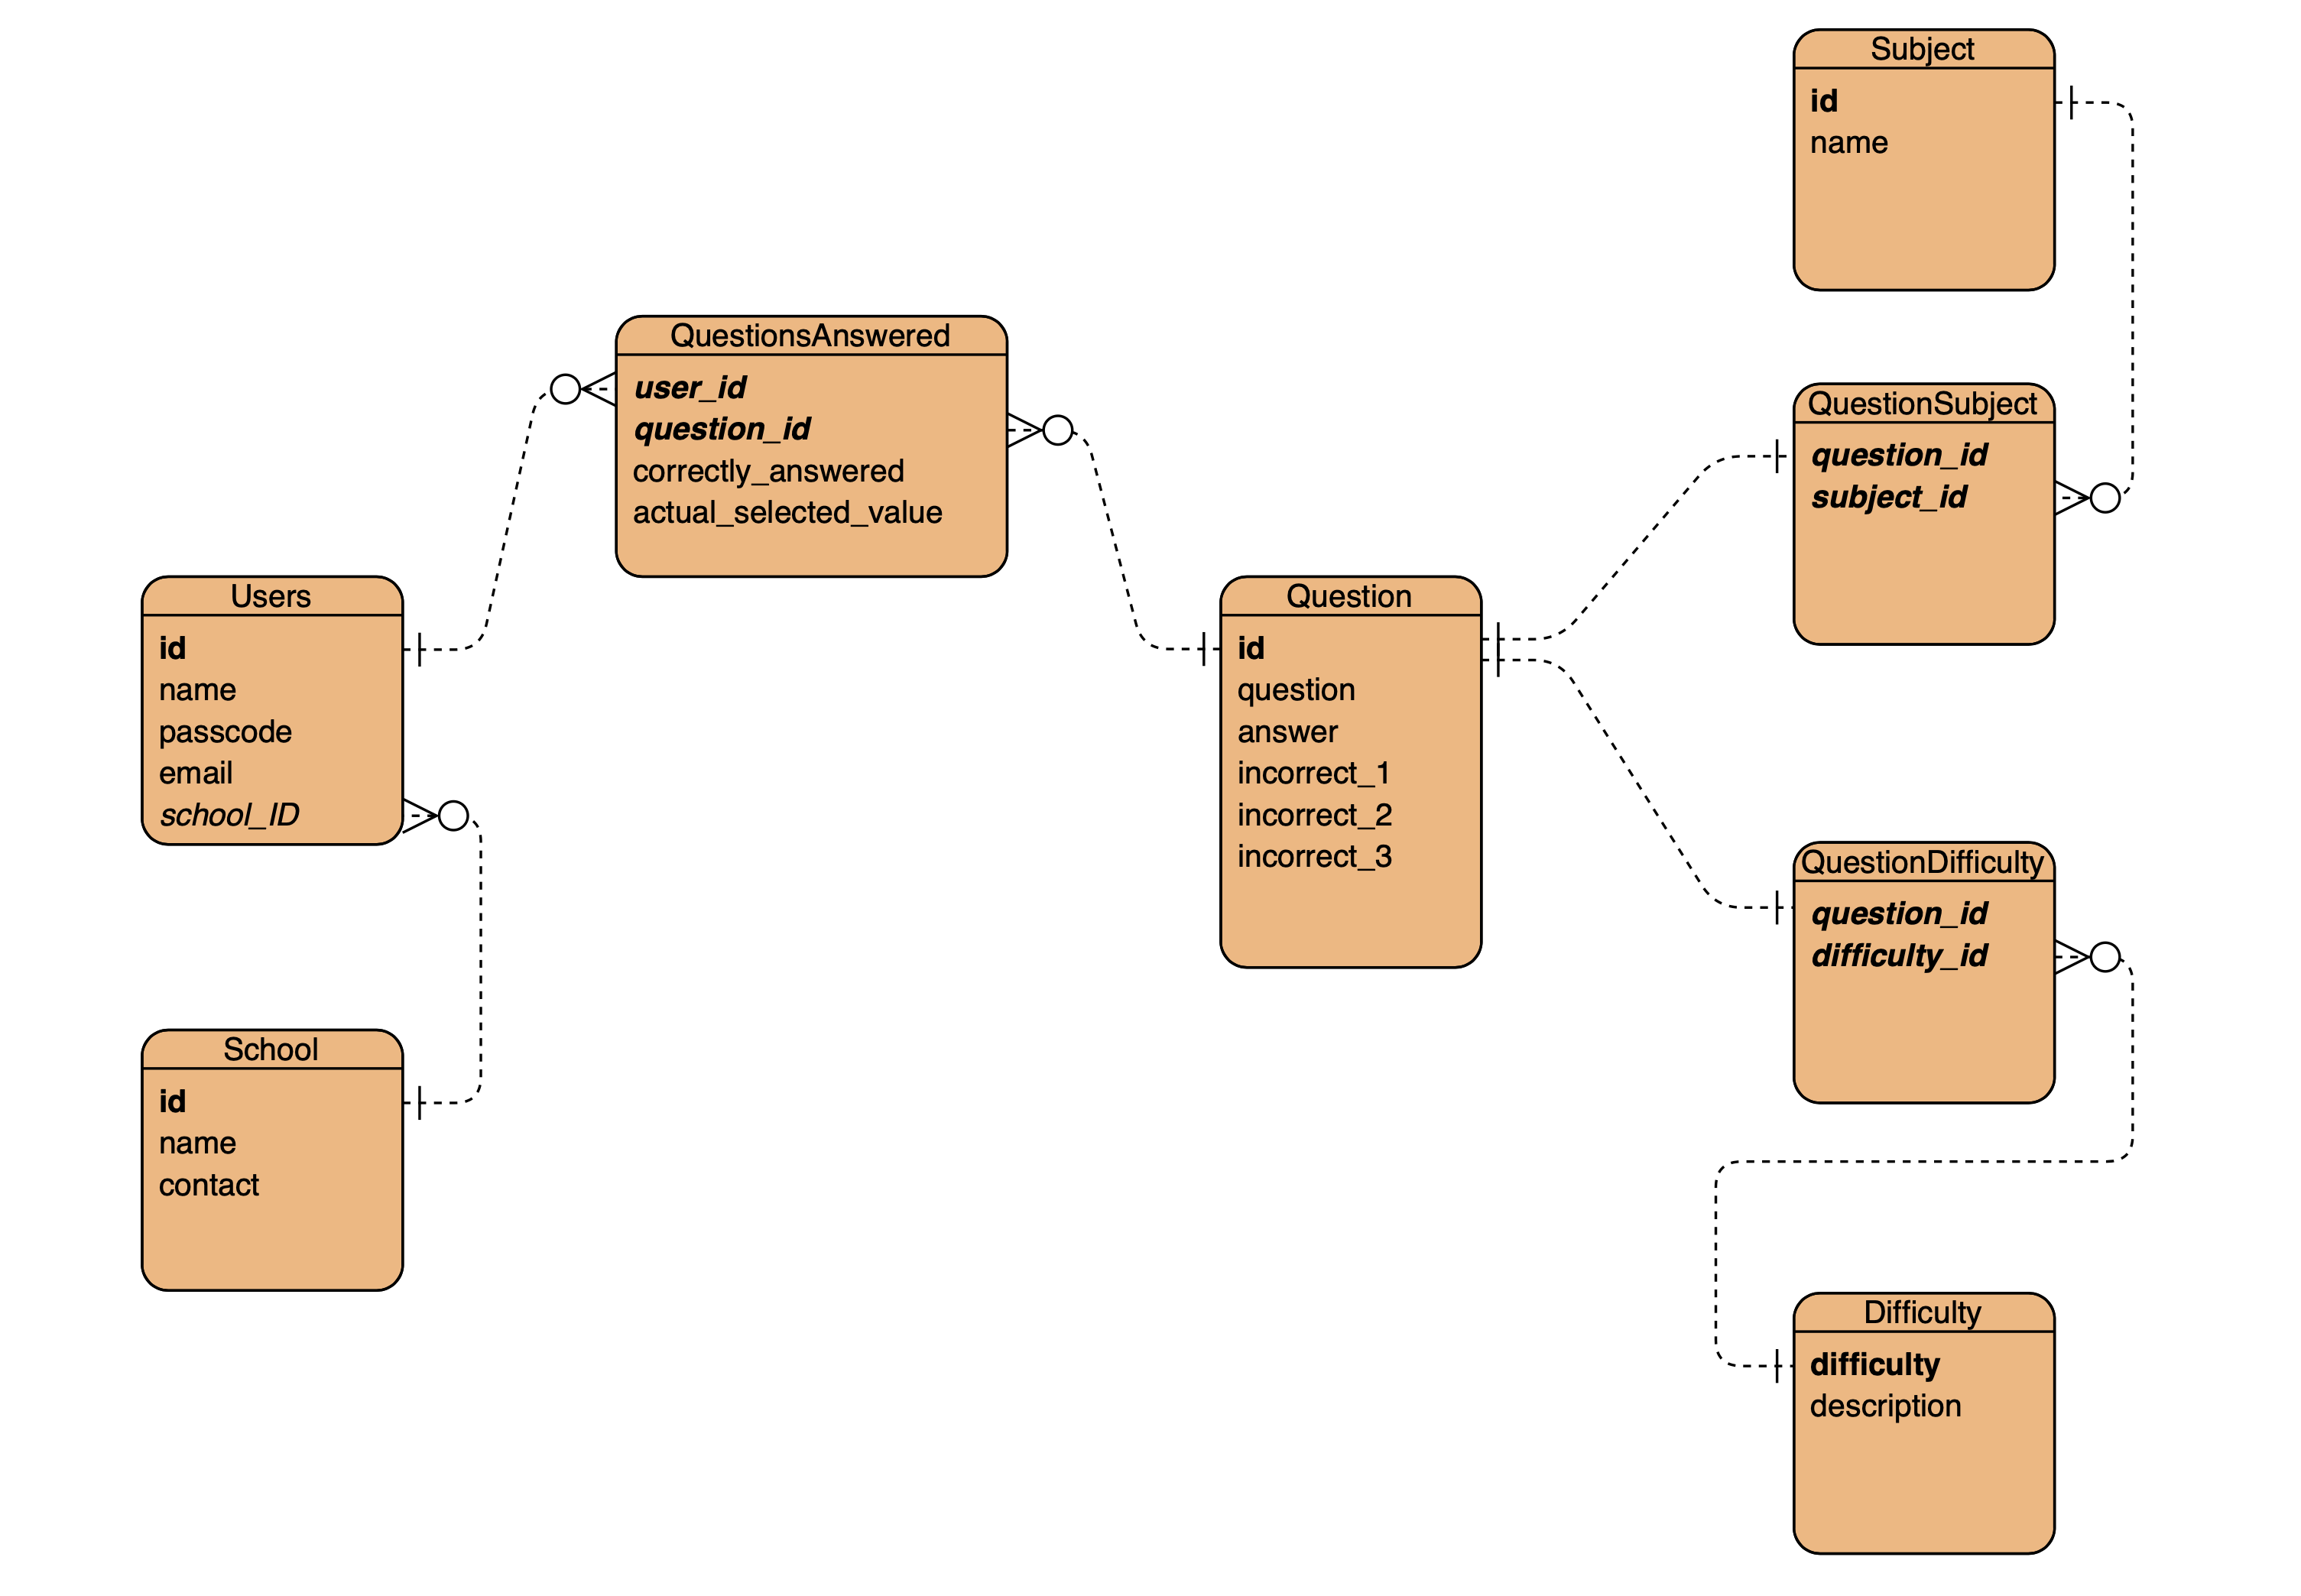 Subject
id
name
QuestionsAnswered
user_id
question_id
correctly_answered
actual_selected_value
QuestionSubject
question_id
subject_id
Users
id
name
passcode
email
school_ID
Question
id
question
answer
incorrect_1
incorrect_2
incorrect_3
QuestionDifficulty
question_id
difficulty_id
School
id
name
contact
Difficulty
difficulty
description